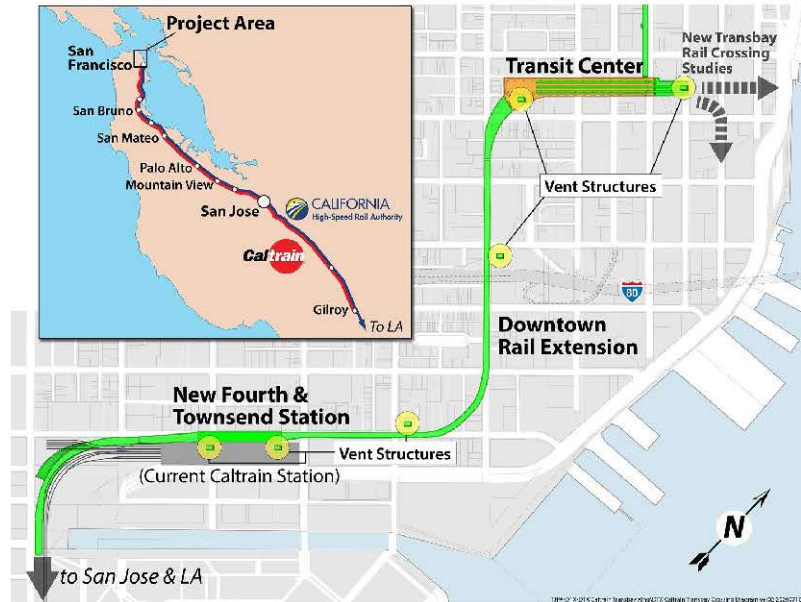 Project Area
San
Francisco
San Bruno
San Mateo
Palo Alto
Mountain View
San Jose
CALIFORNIA
High-Speed Rail Authority
Caltrain
Gilroy
To LA
New Transbay
Rail Crossing
Studies
Transit Center
Vent Structures
80
Downtown
Rail Extension
New Fourth &
Townsend Station
Vent Structures
(Current Caltrain Station)
N
to San Jose & LA